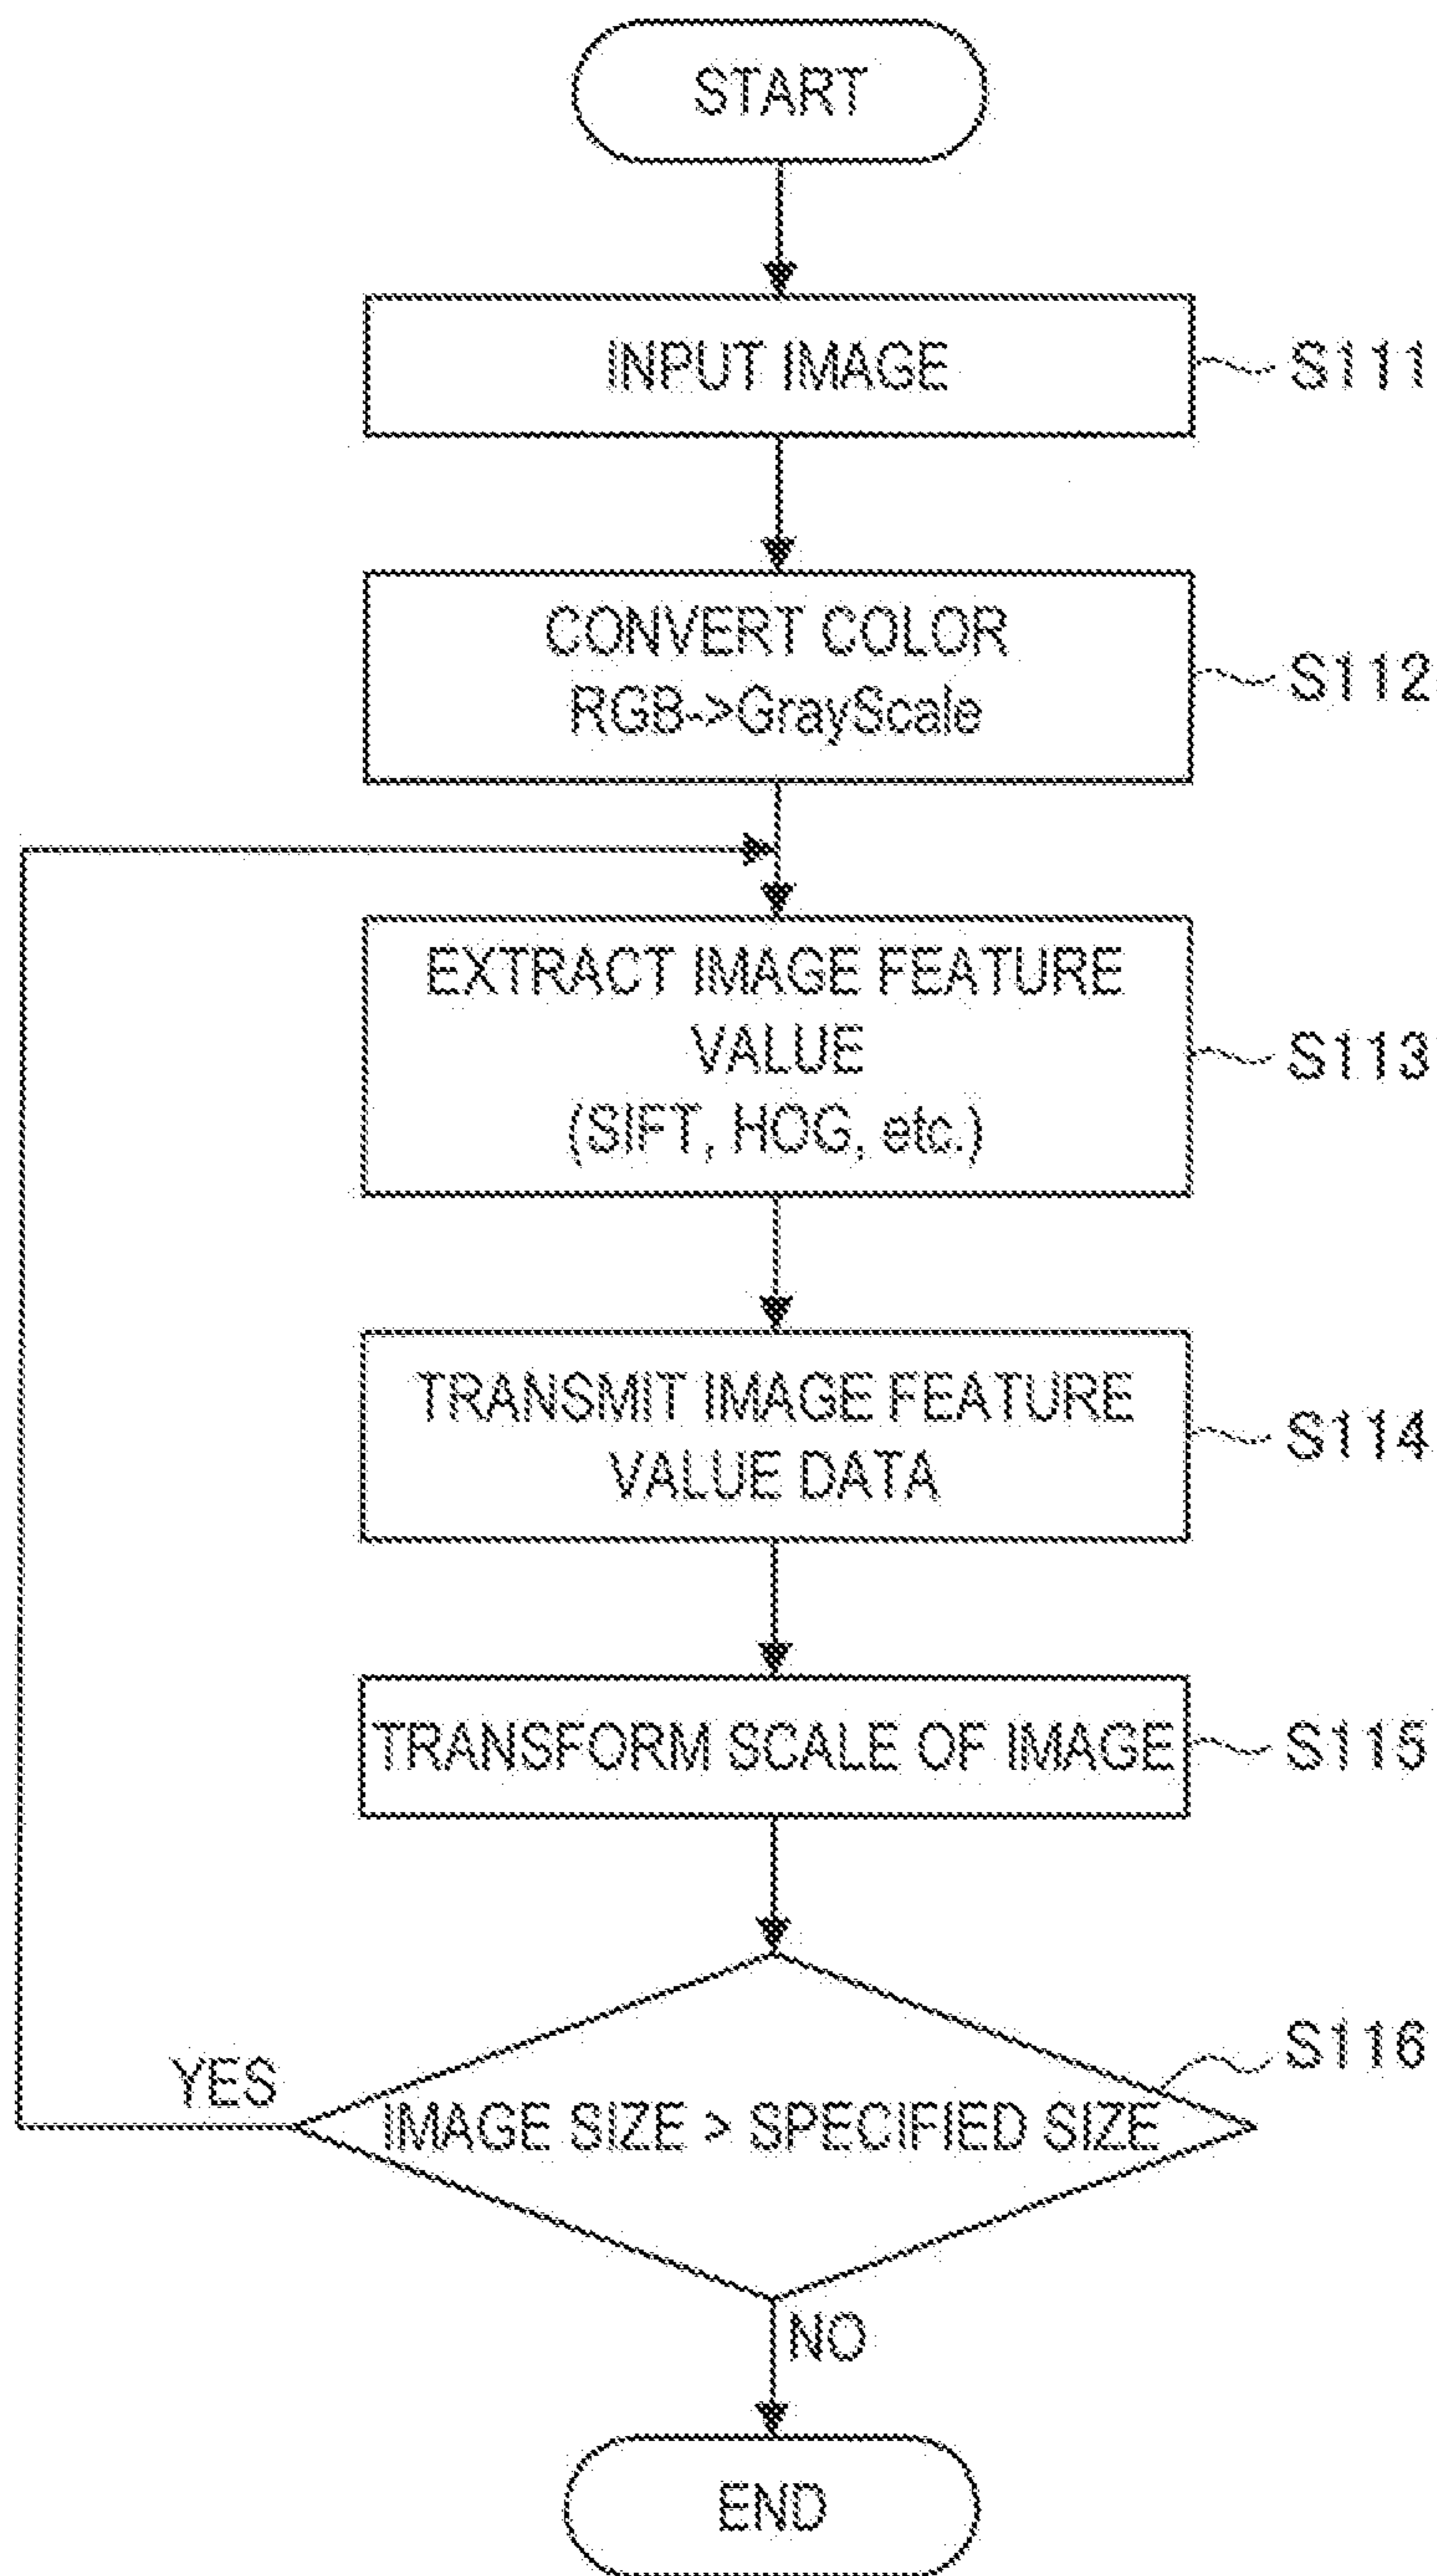 START
INPUT IMAGE
S111
CONVERT COLOR
RGB->GrayScale
S112
EXTRACT IMAGE FEATURE
VALUE
(SIFT, HOG, etc.)
S113
TRANSMIT IMAGE FEATURE
VALUE DATA
S114
TRANSFORM SCALE OF IMAGE
S115
S116
YES
IMAGE SIZE > SPECIFIED SIZE
NO
END